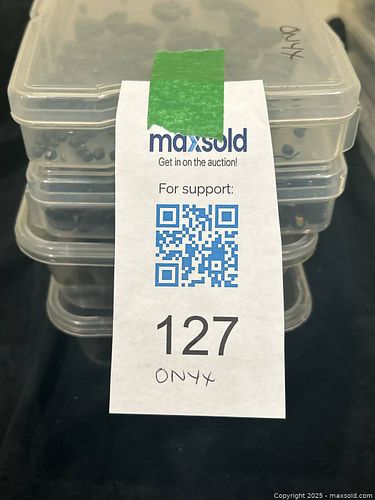 ONYX
maxsold
Get in on the auction!
For support:
127
ONYX
Copyright 2025 - maxsold.com